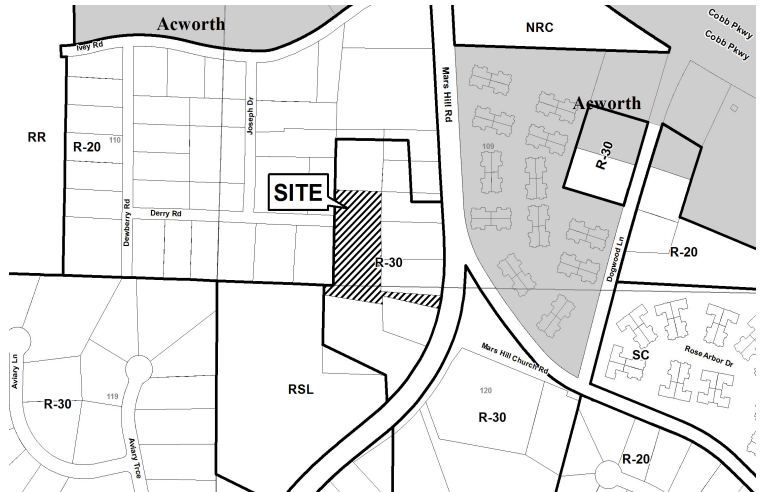 Acworth
Ivey Rd
NRC
Cobb Pkwy
Cobb Pkwy
Mars Hill Rd
Joseph Dr
Acworth
RR
R-20
110
109
R-30
SITE
Derry Rd
Dewberry Rd
R-30
Dogwood Ln
R-20
Aviary Ln
Mars Hill Church Rd
SC
Rose Arbor Dr
RSL
R-30
119
120
R-30
Aviary Trce
R-20